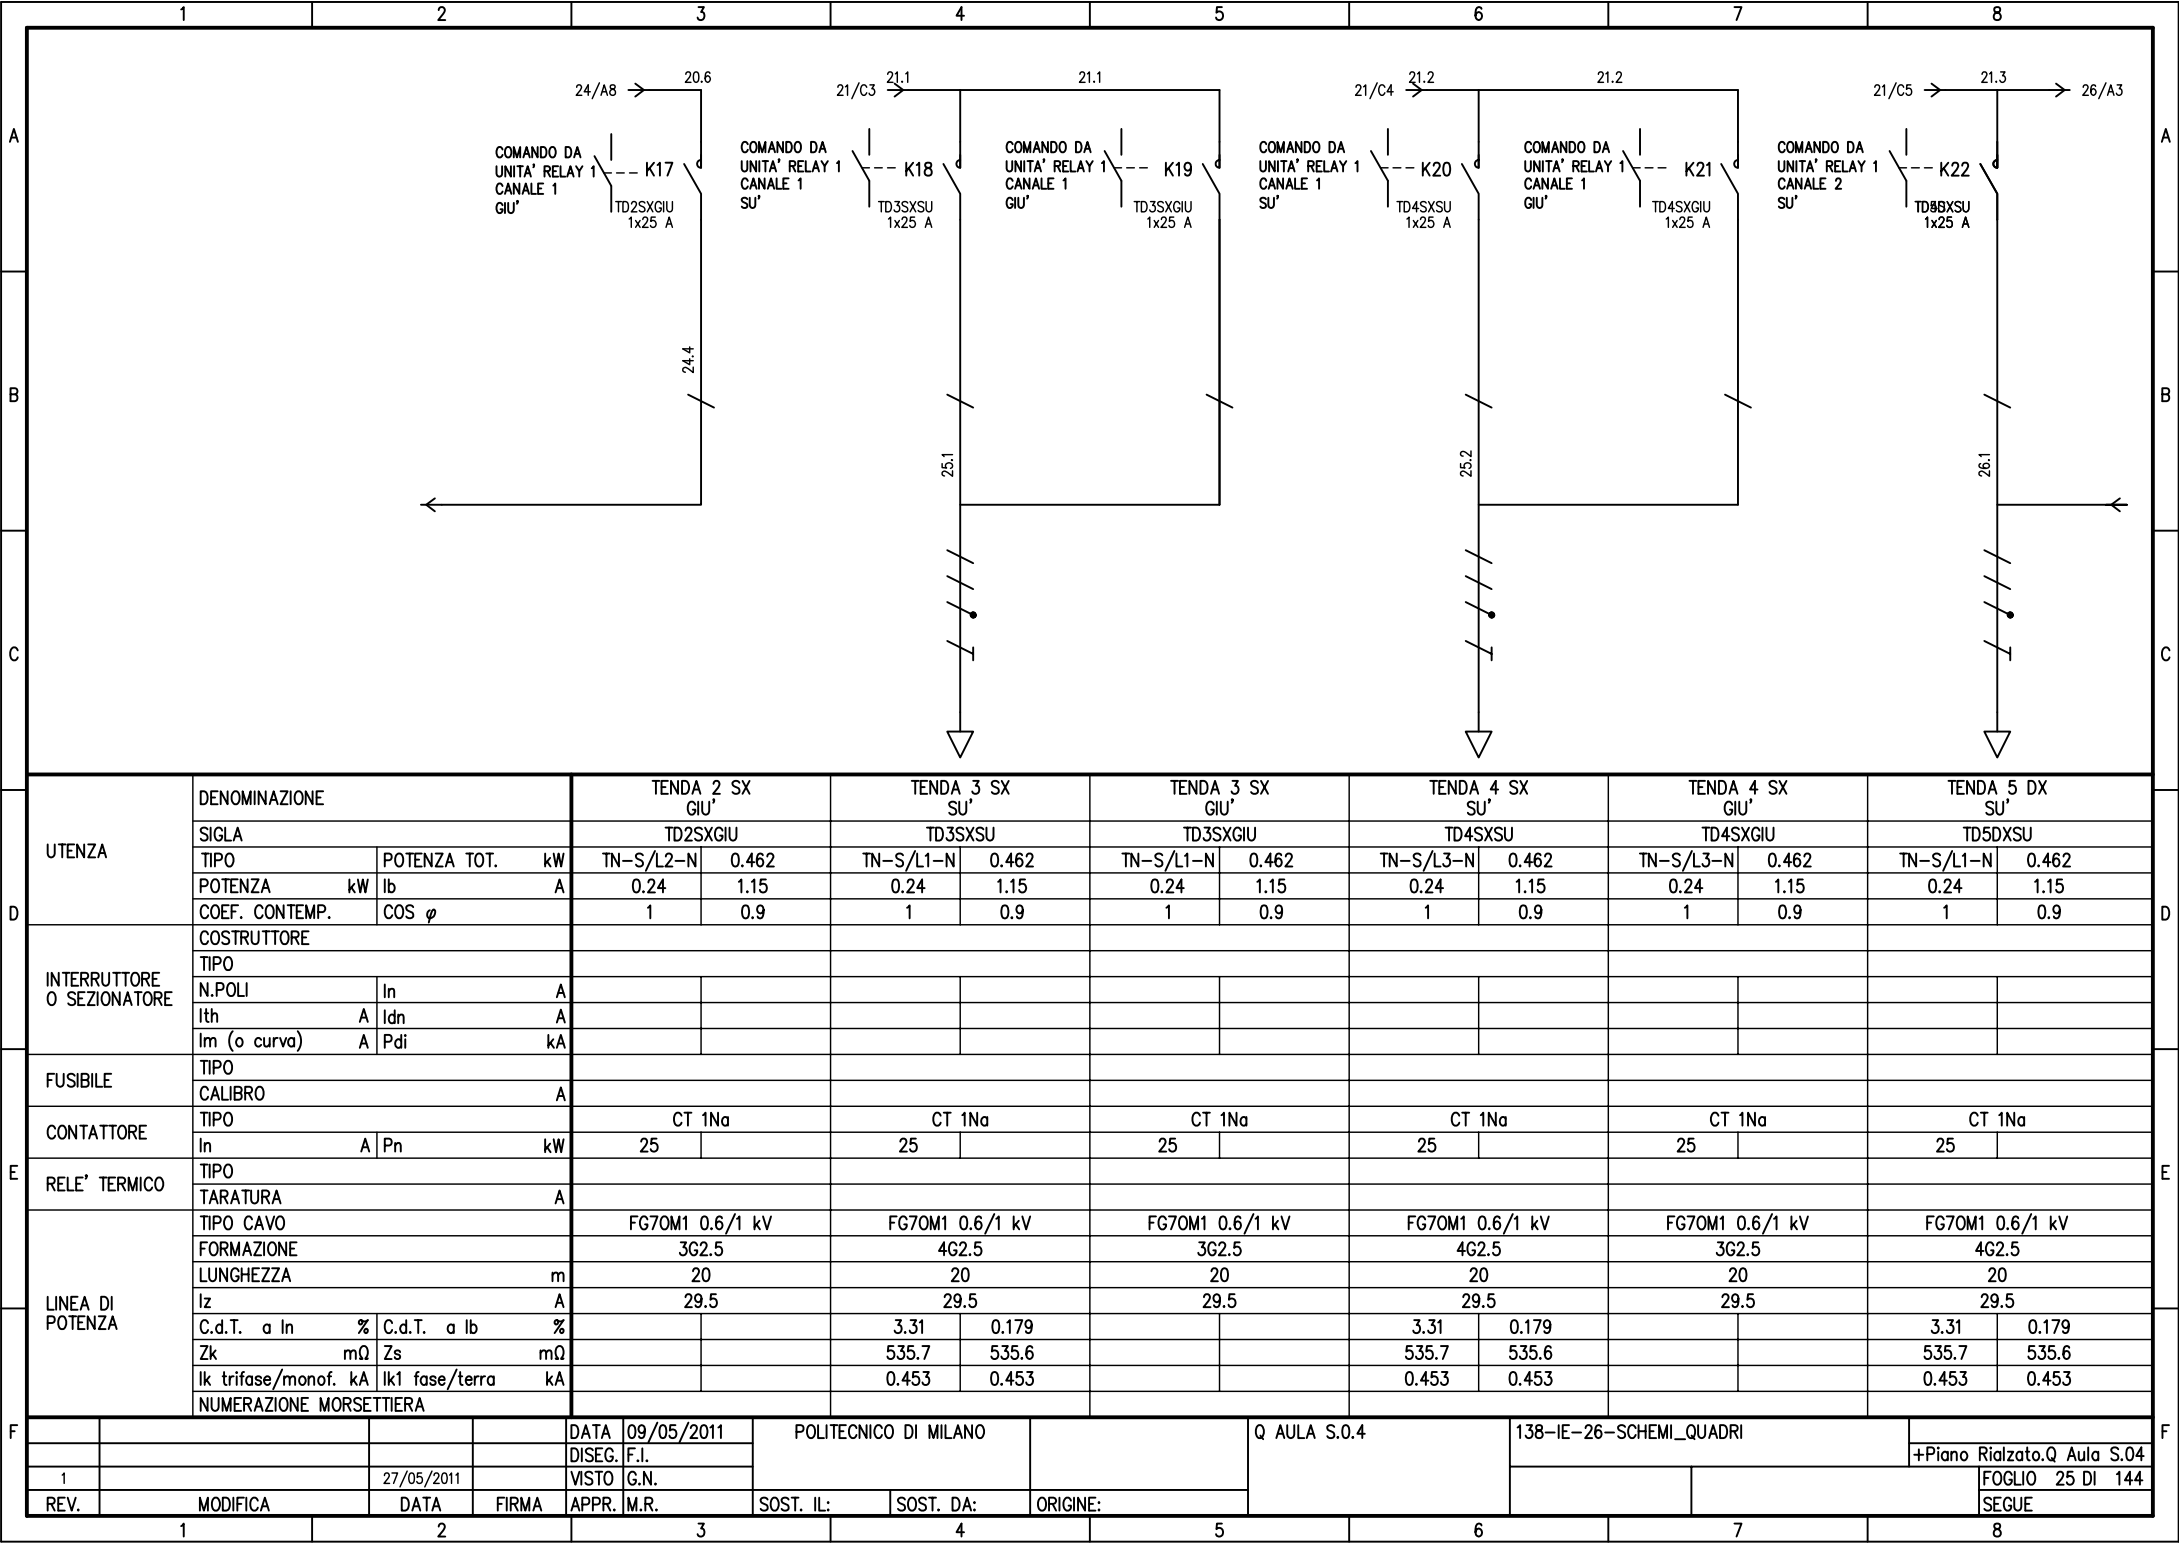 1 2 3 4 5 6 7 8
24/A8 20.6 21/C3 21.1 21.1 21/C4 21.2 21.2 21/C5 21.3 26/A3
A A
COMANDO DA
UNITA' RELAY 1
CANALE 1
GIU'
K17
TD2SXGIU
1x25 A
COMANDO DA
UNITA' RELAY 1
CANALE 1
SU'
K18
TD3SXSU
1x25 A
COMANDO DA
UNITA' RELAY 1
CANALE 1
GIU'
K19
TD3SXGIU
1x25 A
COMANDO DA
UNITA' RELAY 1
CANALE 1
SU'
K20
TD4SXSU
1x25 A
COMANDO DA
UNITA' RELAY 1
CANALE 1
GIU'
K21
TD4SXGIU
1x25 A
COMANDO DA
UNITA' RELAY 1
CANALE 2
SU'
K22
1x25 A
24.4
B B
25.1 25.2 26.1
C C
UTENZA
DENOMINAZIONE
TENDA 2 SX
GIU'
TENDA 3 SX
SU'
TENDA 3 SX
GIU'
TENDA 4 SX
SU'
TENDA 4 SX
GIU'
TENDA 5 DX
SU'
SIGLA TD2SXGIU TD3SXSU TD3SXGIU TD4SXSU TD4SXGIU TD5DXSU
TIPO POTENZA TOT. kW TN-S/L2-N 0.462 TN-S/L1-N 0.462 TN-S/L1-N 0.462 TN-S/L3-N 0.462 TN-S/L3-N 0.462 TN-S/L1-N 0.462
POTENZA kW Ib A 0.24 1.15 0.24 1.15 0.24 1.15 0.24 1.15 0.24 1.15 0.24 1.15
COEF. CONTEMP. COS φ 1 0.9 1 0.9 1 0.9 1 0.9 1 0.9 1 0.9
D D
INTERRUTTORE
O SEZIONATORE
COSTRUTTORE
TIPO
N.POLI In A
Ith A Idn A
Im (o curva) A Pdi kA
FUSIBILE
TIPO
CALIBRO A
CONTATTORE
TIPO CT 1Na CT 1Na CT 1Na CT 1Na CT 1Na CT 1Na
In A Pn kW 25 25 25 25 25 25
E E
RELE' TERMICO
TIPO
TARATURA A
LINEA DI
POTENZA
TIPO CAVO FG7OM1 0.6/1 kV FG7OM1 0.6/1 kV FG7OM1 0.6/1 kV FG7OM1 0.6/1 kV FG7OM1 0.6/1 kV FG7OM1 0.6/1 kV
FORMAZIONE 3G2.5 4G2.5 3G2.5 4G2.5 3G2.5 4G2.5
LUNGHEZZA m 20 20 20 20 20 20
Iz A 29.5 29.5 29.5 29.5 29.5 29.5
C.d.T. a In % C.d.T. a Ib % 3.31 0.179 3.31 0.179 3.31 0.179
Zk mΩ Zs mΩ 535.7 535.6 535.7 535.6 535.7 535.6
Ik trifase/monof. kA Ik1 fase/terra kA 0.453 0.453 0.453 0.453 0.453 0.453
NUMERAZIONE MORSETTIERA
F F
DATA 09/05/2011 POLITECNICO DI MILANO Q AULA S.0.4 138-IE-26-SCHEMI_QUADRI
DISEG. F.I. +Piano Rialzato.Q Aula S.04
1 27/05/2011 VISTO G.N. FOGLIO 25 DI 144
REV. MODIFICA DATA FIRMA APPR. M.R. SOST. IL: SOST. DA: ORIGINE: SEGUE
1 2 3 4 5 6 7 8